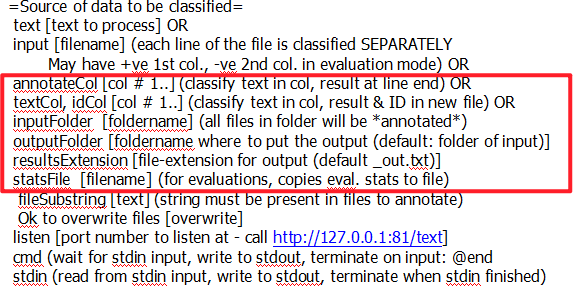 =Source of data to be classified=
text [text to process] OR
input [filename] (each line of the file is classified SEPARATELY
May have +ve 1st col., -ve 2nd col. in evaluation mode) OR
annotateCol [col # 1..] (classify text in col, result at line end) OR
textCol, idCol [col # 1..] (classify text in col, result & ID in new file) OR
inputFolder  [foldername] (all files in folder will be *annotated*)
outputFolder [foldername where to put the output (default: folder of input)]
resultsExtension [file-extension for output (default _out.txt)]
statsFile  [filename] (for evaluations, copies eval. stats to file)
fileSubstring [text] (string must be present in files to annotate)
Ok to overwrite files [overwrite]
listen [port number to listen at - call http://127.0.0.1:81/text]
cmd (wait for stdin input, write to stdout, terminate on input: @end
stdin (read from stdin input, write to stdout, terminate when stdin finished)